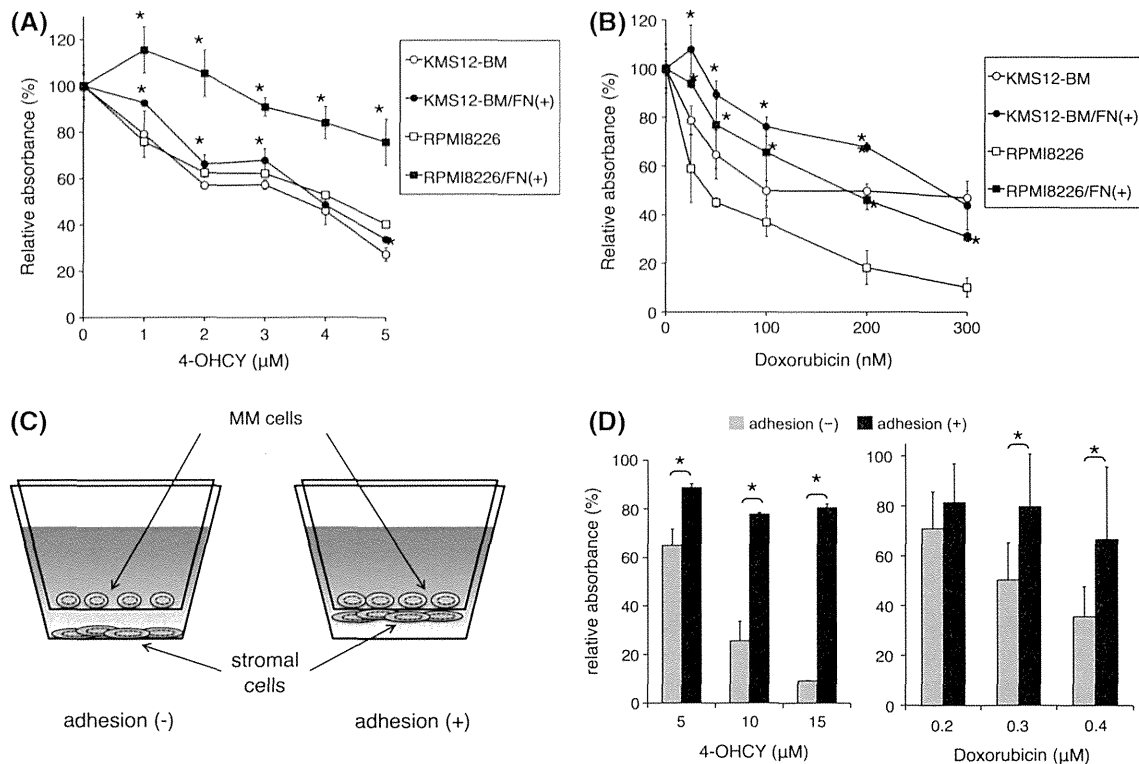 (A)
*
*
*
*
*
*
*
*
*
120
100
80
60
40
20
0
Relative absorbance (%)
0 1 2 3 4 5
4-OHCY (µM)
KMS12-BM
KMS12-BM/FN(+)
RPMI8226
RPMI8226/FN(+)
(B)
*
*
*
*
*
*
*
*
*
*
120
100
80
60
40
20
0
Relative absorbance (%)
0 100 200 300
Doxorubicin (nM)
KMS12-BM
KMS12-BM/FN(+)
RPMI8226
RPMI8226/FN(+)
(C)
MM cells
stromal
cells
adhesion (-)
adhesion (+)
(D)
adhesion (−) adhesion (+)
100
80
60
40
20
0
relative absorbance (%)
*
*
*
5 10 15
4-OHCY (µM)
100
80
60
40
20
0
*
*
0.2 0.3 0.4
Doxorubicin (µM)